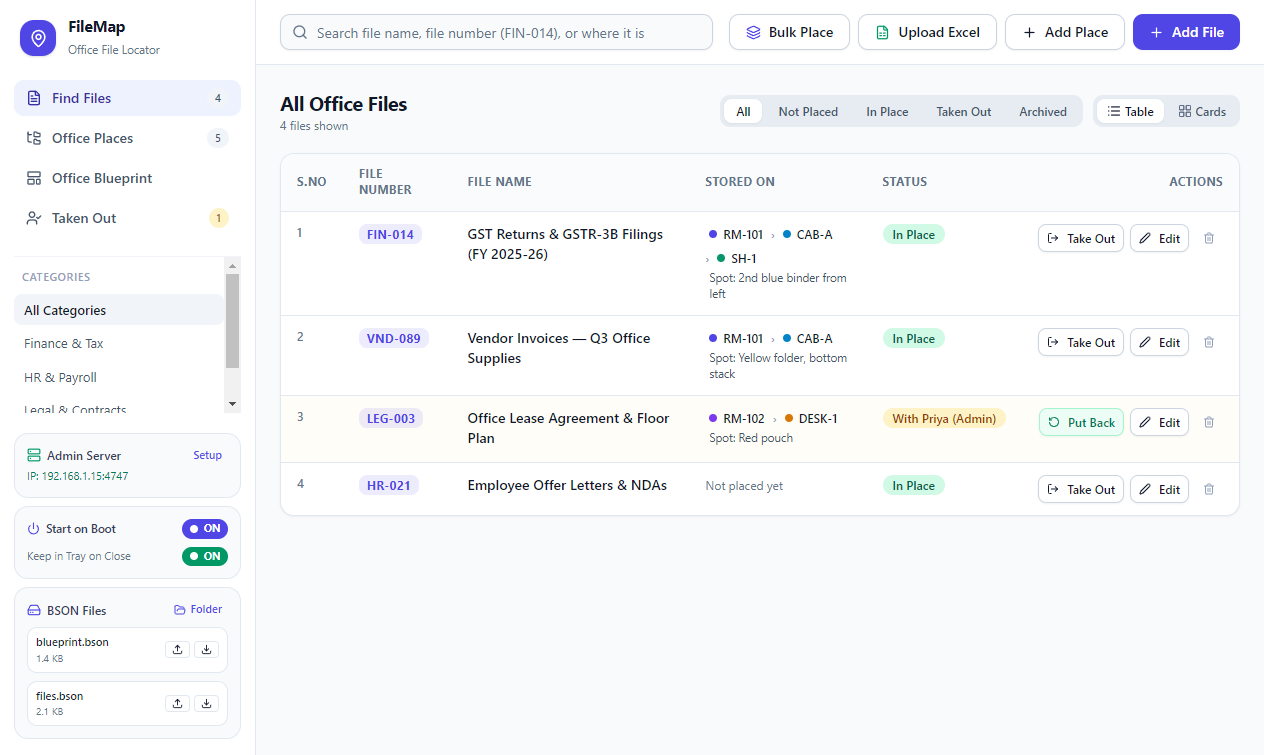 FileMap
Office File Locator
Find Files 4
Office Places 5
Office Blueprint
Taken Out 1
CATEGORIES
All Categories
Finance & Tax
HR & Payroll
Legal & Contracts
Admin Server Setup
IP: 192.168.1.15:4747
Start on Boot ON
Keep in Tray on Close ON
BSON Files Folder
blueprint.bson
1.4 KB
files.bson
2.1 KB
Search file name, file number (FIN-014), or where it is
Bulk Place
Upload Excel
Add Place
Add File
All Office Files
4 files shown
All Not Placed In Place Taken Out Archived
Table Cards
S.NO FILE NUMBER FILE NAME STORED ON STATUS ACTIONS
1 FIN-014 GST Returns & GSTR-3B Filings RM-101 › CAB-A In Place Take Out Edit
(FY 2025-26) › SH-1
Spot: 2nd blue binder from
left
2 VND-089 Vendor Invoices — Q3 Office RM-101 › CAB-A In Place Take Out Edit
Supplies Spot: Yellow folder, bottom
stack
3 LEG-003 Office Lease Agreement & Floor RM-102 › DESK-1 With Priya (Admin) Put Back Edit
Plan Spot: Red pouch
4 HR-021 Employee Offer Letters & NDAs Not placed yet In Place Take Out Edit